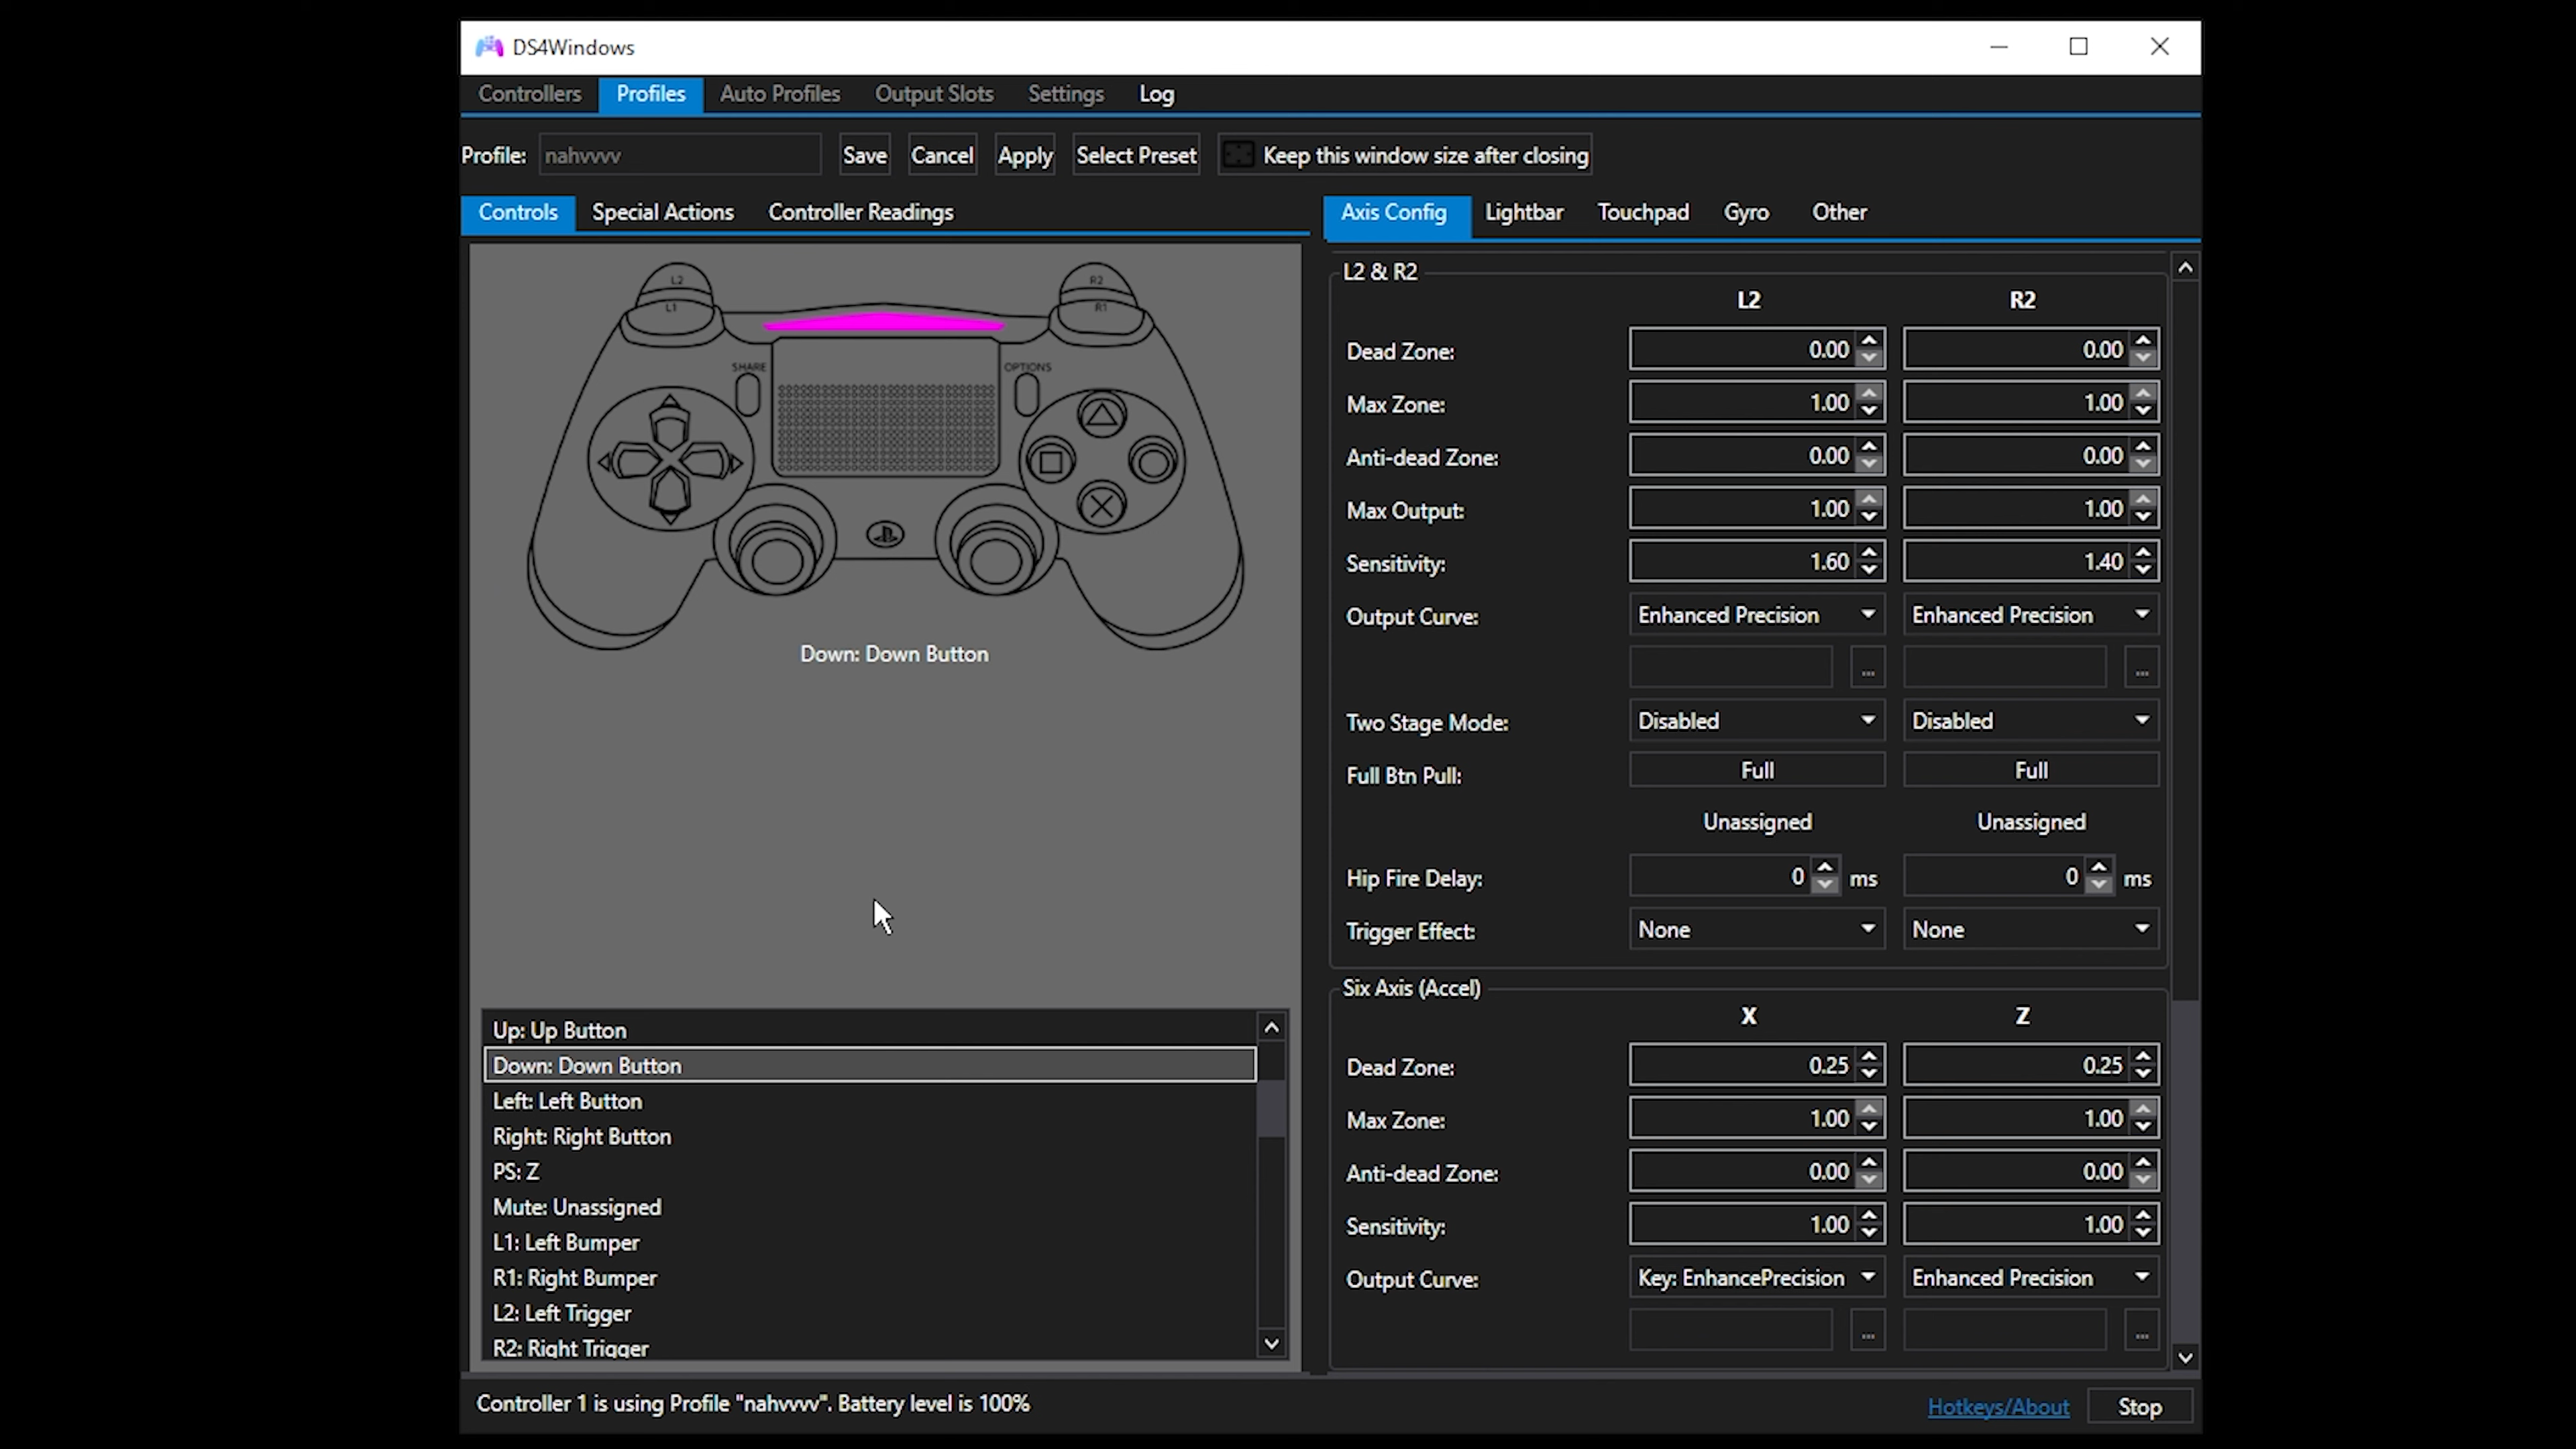 DS4Windows
Controllers Profiles Auto Profiles Output Slots Settings Log
Profile: nahvvvv Save Cancel Apply Select Preset Keep this window size after closing
Controls Special Actions Controller Readings
Axis Config Lightbar Touchpad Gyro Other
L2 R2
L1 R1
SHARE OPTIONS
Down: Down Button
Up: Up Button
Down: Down Button
Left: Left Button
Right: Right Button
PS: Z
Mute: Unassigned
L1: Left Bumper
R1: Right Bumper
L2: Left Trigger
R2: Right Trigger
L2 & R2
L2 R2
Dead Zone: 0.00 0.00
Max Zone: 1.00 1.00
Anti-dead Zone: 0.00 0.00
Max Output: 1.00 1.00
Sensitivity: 1.60 1.40
Output Curve: Enhanced Precision Enhanced Precision
... ...
Two Stage Mode: Disabled Disabled
Full Btn Pull: Full Full
Unassigned Unassigned
Hip Fire Delay: 0 ms 0 ms
Trigger Effect: None None
Six Axis (Accel)
X Z
Dead Zone: 0.25 0.25
Max Zone: 1.00 1.00
Anti-dead Zone: 0.00 0.00
Sensitivity: 1.00 1.00
Output Curve: Key: EnhancePrecision Enhanced Precision
... ...
Controller 1 is using Profile "nahvvvv". Battery level is 100%
Hotkeys/About Stop